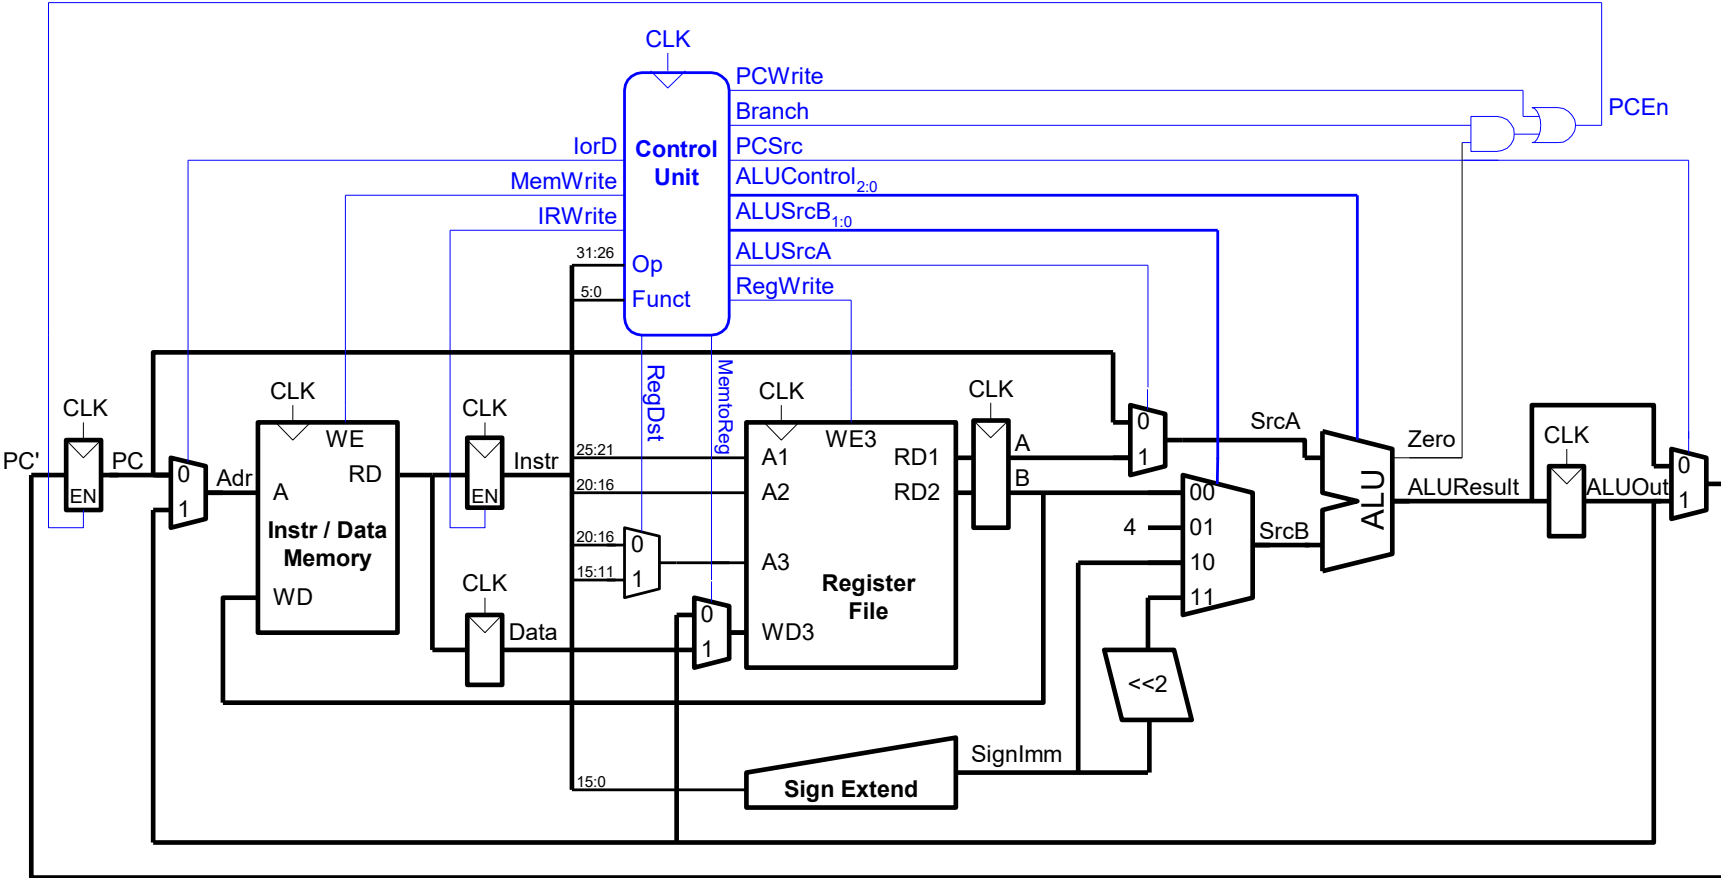 CLK
PCWrite
Branch
PCEn
IorD
Control
Unit
PCSrc
MemWrite
ALUControl2:0
IRWrite
ALUSrcB1:0
31:26
Op
ALUSrcA
5:0
Funct
RegWrite
RegDst
MemtoReg
CLK
CLK
CLK
CLK
CLK
CLK
PC'
EN
PC
0
1
Adr
WE
A
RD
Instr / Data
Memory
WD
EN
Instr
CLK
Data
25:21
20:16
20:16
15:11
0
1
0
1
WE3
A1
RD1
A2
RD2
A3
Register
File
WD3
A
B
0
1
SrcA
00
4
01
10
11
SrcB
<<2
ALU
Zero
ALUResult
ALUOut
0
1
SignImm
15:0
Sign Extend